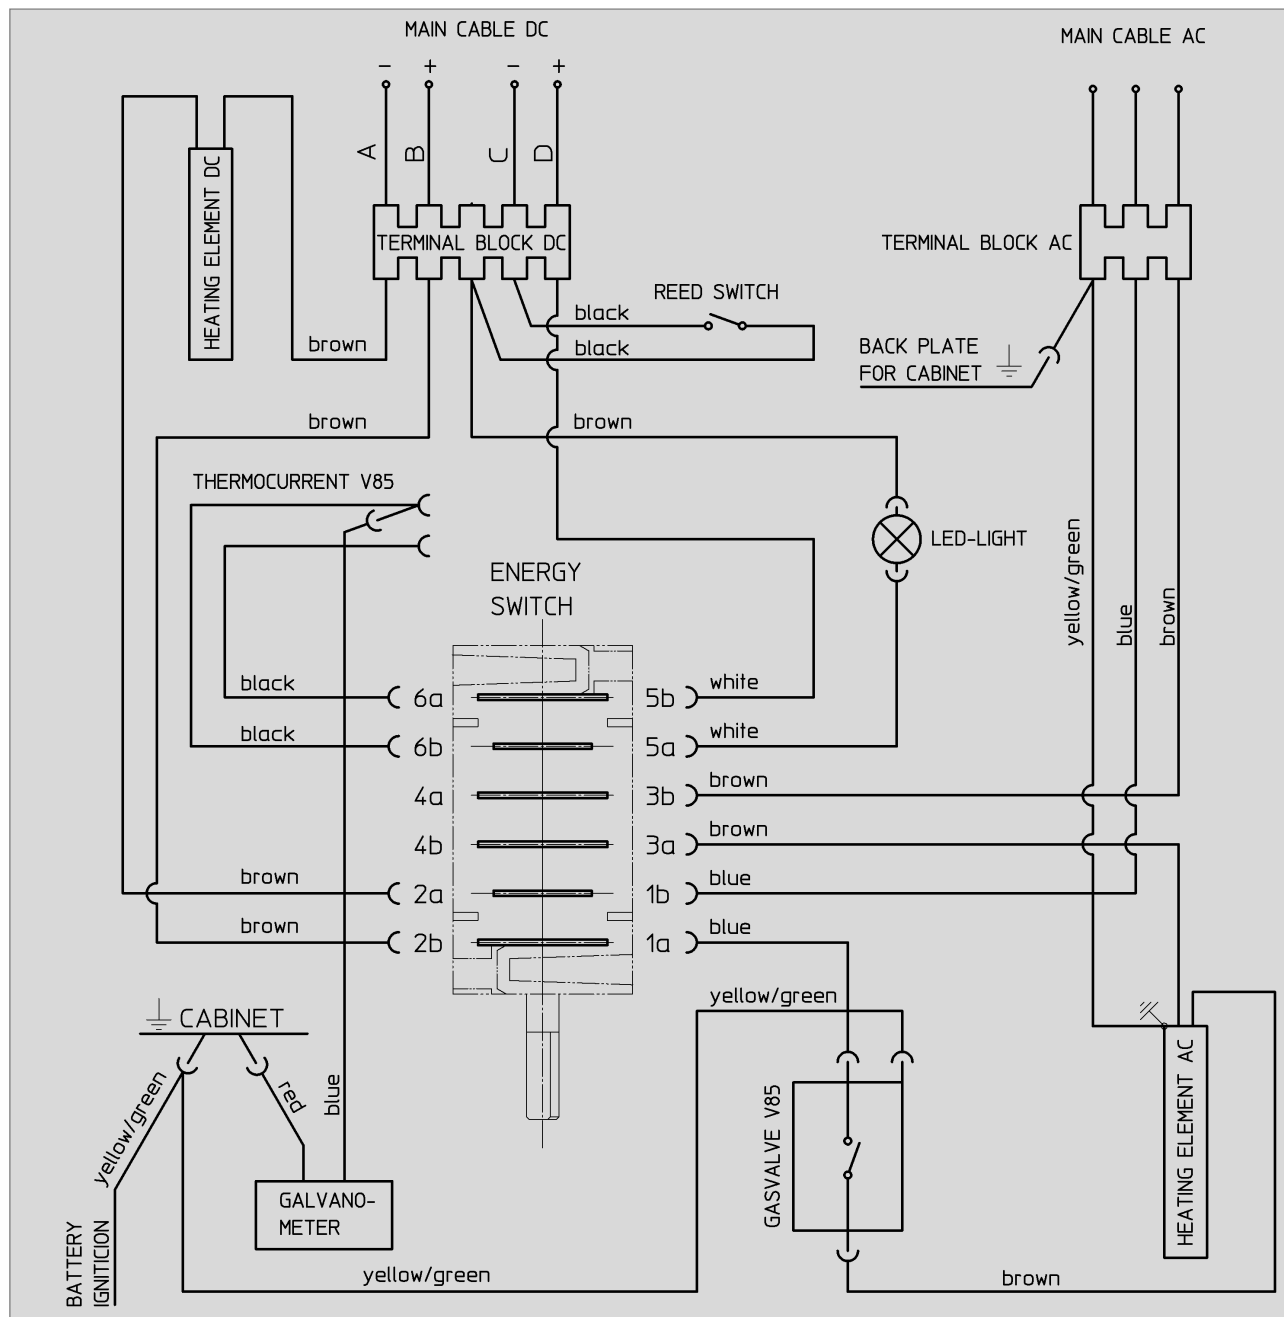 MAIN CABLE DC
MAIN CABLE AC
− + − +
A B C D
HEATING ELEMENT DC
TERMINAL BLOCK DC
TERMINAL BLOCK AC
REED SWITCH
black
black
brown
BACK PLATE
FOR CABINET
brown
brown
THERMOCURRENT V85
LED-LIGHT
ENERGY
SWITCH
yellow/green
blue
brown
black
6a
5b
white
black
6b
5a
white
4a
3b
brown
4b
3a
brown
brown
2a
1b
blue
brown
2b
1a
blue
yellow/green
CABINET
yellow/green
red
blue
GASVALVE V85
HEATING ELEMENT AC
GALVANO-
METER
BATTERY
IGNITICION
yellow/green
brown